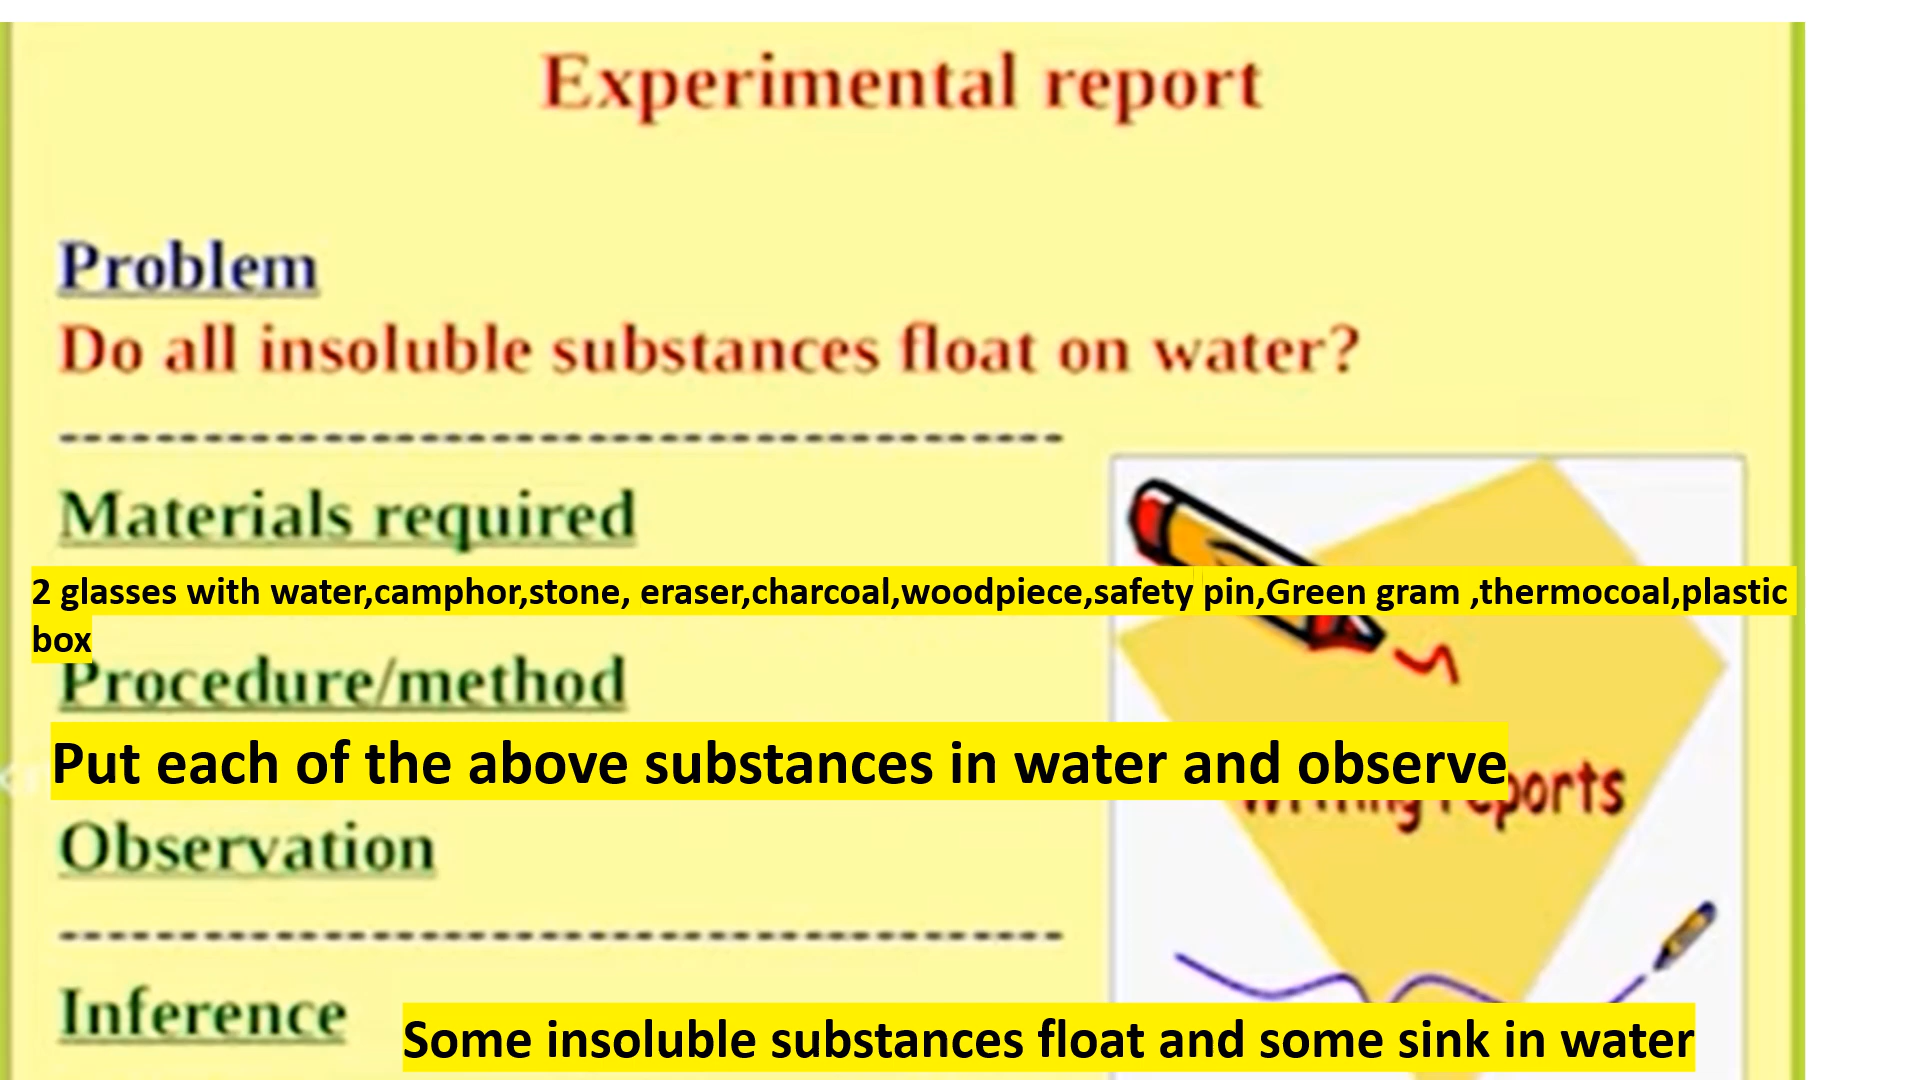 Experimental report
Problem
Do all insoluble substances float on water?
---------------------------------------------
Materials required
2 glasses with water,camphor,stone, eraser,charcoal,woodpiece,safety pin,Green gram ,thermocoal,plastic
box
Procedure/method
Put each of the above substances in water and observe
Writing reports
Observation
---------------------------------------------
Inference
Some insoluble substances float and some sink in water